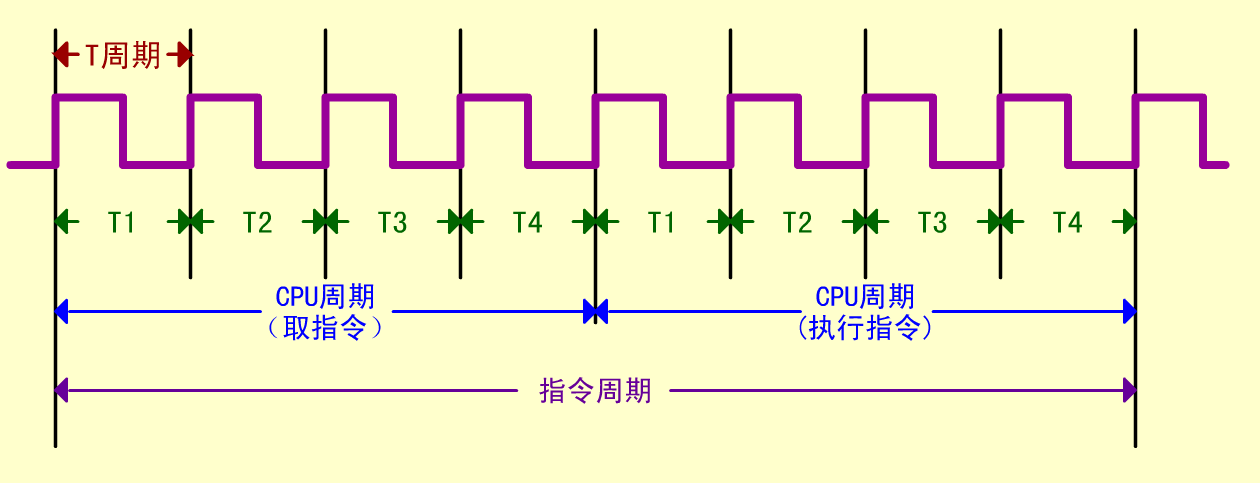 T周期
T1 T2 T3 T4 T1 T2 T3 T4
CPU周期 CPU周期
（取指令） (执行指令)
指令周期